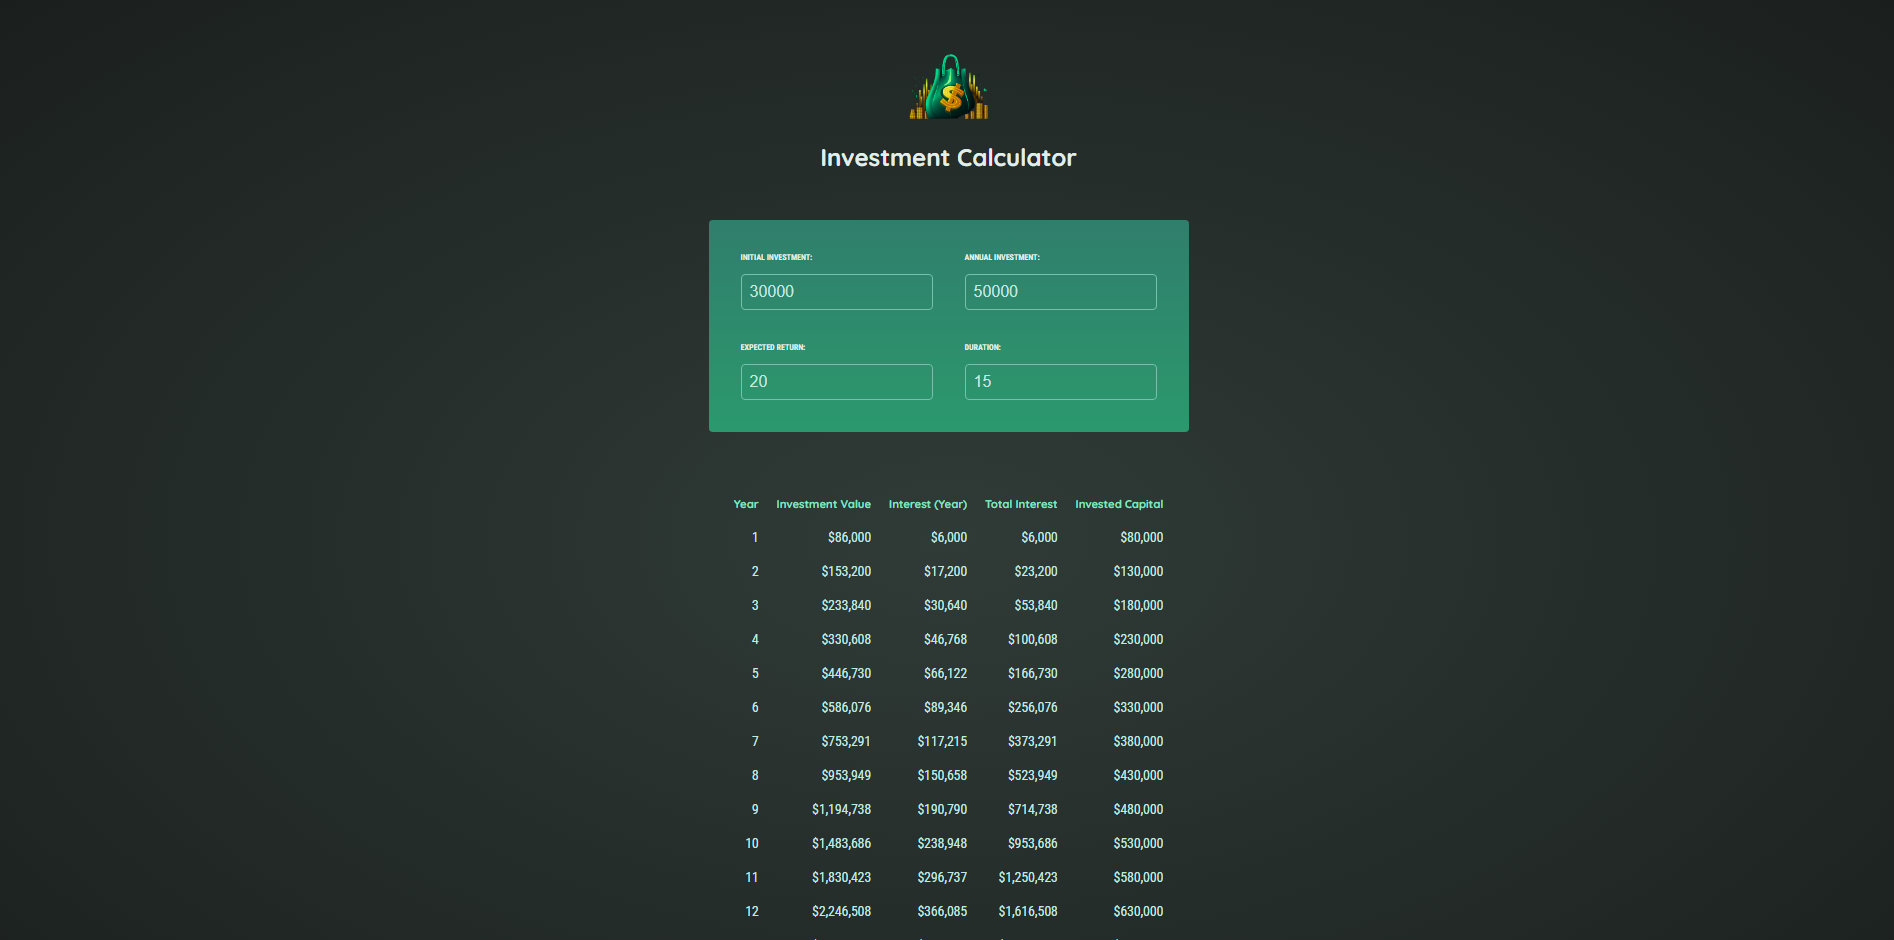 $
Investment Calculator
INITIAL INVESTMENT: ANNUAL INVESTMENT:
30000 50000
EXPECTED RETURN: DURATION:
20 15
Year Investment Value Interest (Year) Total Interest Invested Capital
1 $86,000 $6,000 $6,000 $80,000
2 $153,200 $17,200 $23,200 $130,000
3 $233,840 $30,640 $53,840 $180,000
4 $330,608 $46,768 $100,608 $230,000
5 $446,730 $66,122 $166,730 $280,000
6 $586,076 $89,346 $256,076 $330,000
7 $753,291 $117,215 $373,291 $380,000
8 $953,949 $150,658 $523,949 $430,000
9 $1,194,738 $190,790 $714,738 $480,000
10 $1,483,686 $238,948 $953,686 $530,000
11 $1,830,423 $296,737 $1,250,423 $580,000
12 $2,246,508 $366,085 $1,616,508 $630,000